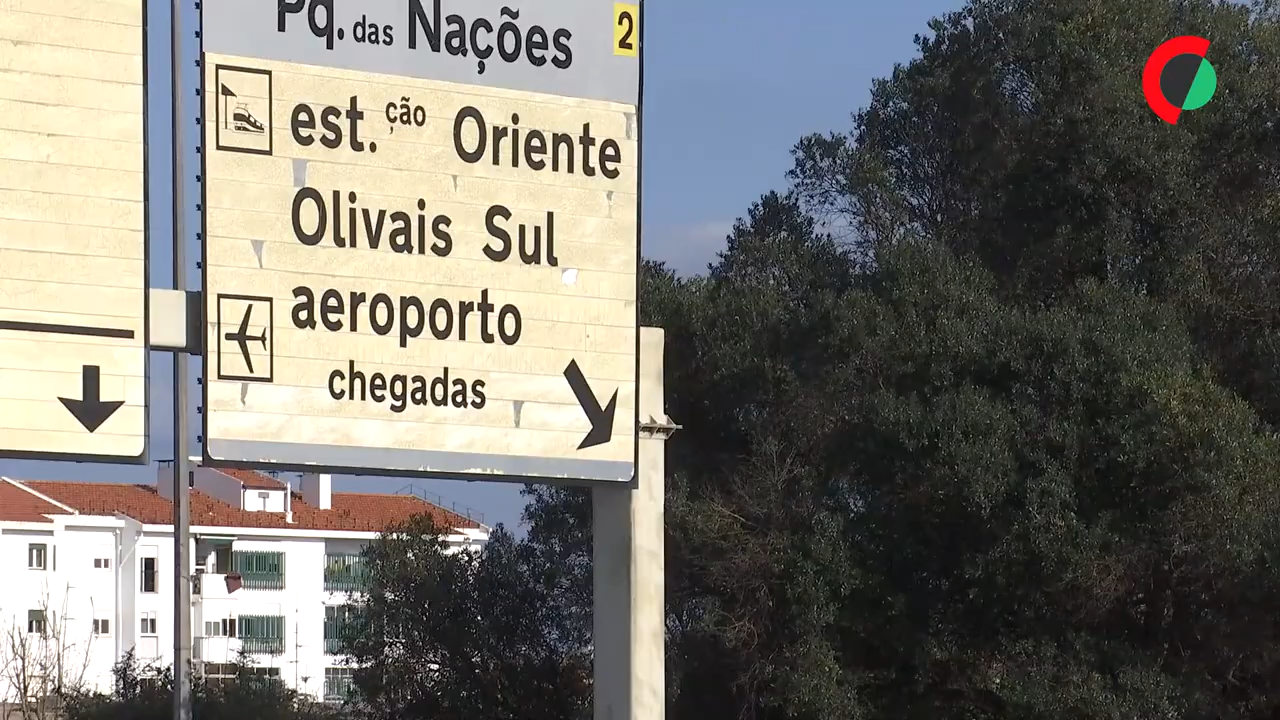 Pq. das Nações 2
est.ção Oriente
Olivais Sul
aeroporto
chegadas